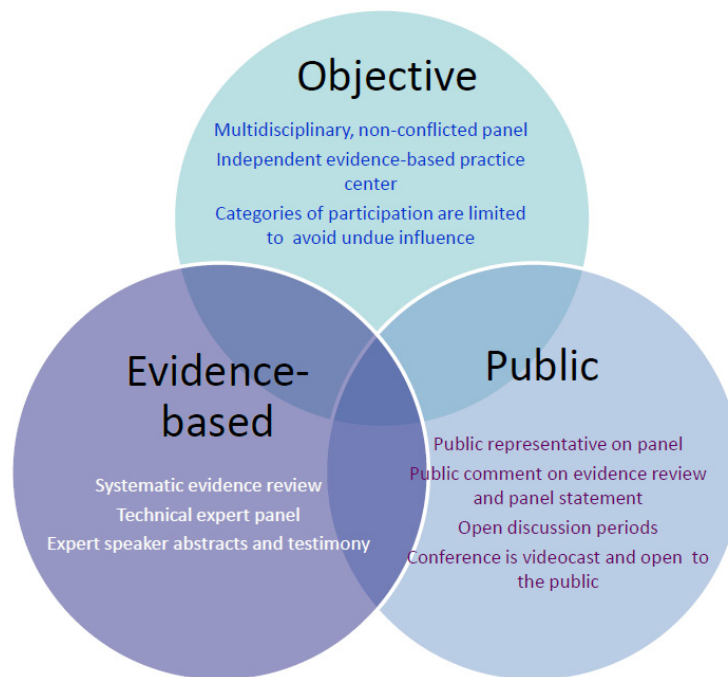 Objective
Multidisciplinary, non-conflicted panel
Independent evidence-based practice
center
Categories of participation are limited
to avoid undue influence
Evidence-
based
Systematic evidence review
Technical expert panel
Expert speaker abstracts and testimony
Public
Public representative on panel
Public comment on evidence review
and panel statement
Open discussion periods
Conference is videocast and open to
the public